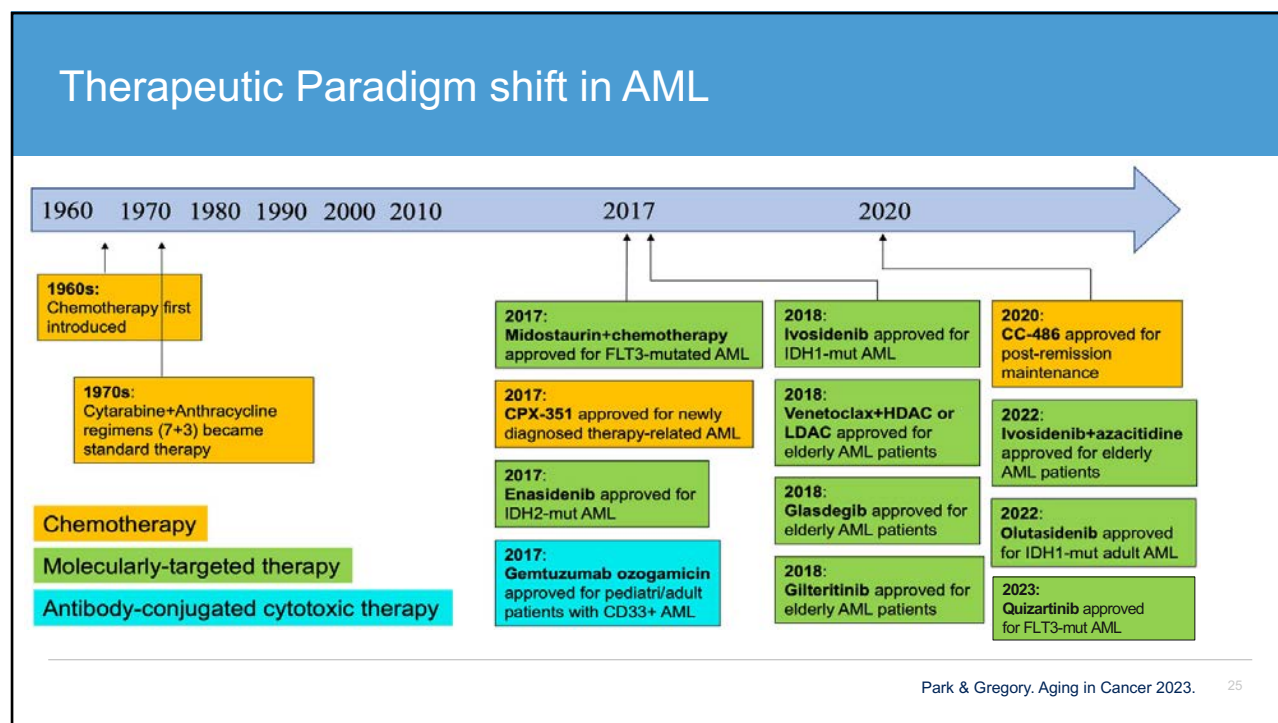 Therapeutic Paradigm shift in AML
1960 1970 1980 1990 2000 2010 2017 2020
1960s:
Chemotherapy first
introduced
1970s:
Cytarabine+Anthracycline
regimens (7+3) became
standard therapy
Chemotherapy
Molecularly-targeted therapy
Antibody-conjugated cytotoxic therapy
2017:
Midostaurin+chemotherapy
approved for FLT3-mutated AML
2017:
CPX-351 approved for newly
diagnosed therapy-related AML
2017:
Enasidenib approved for
IDH2-mut AML
2017:
Gemtuzumab ozogamicin
approved for pediatri/adult
patients with CD33+ AML
2018:
Ivosidenib approved for
IDH1-mut AML
2018:
Venetoclax+HDAC or
LDAC approved for
elderly AML patients
2018:
Glasdegib approved for
elderly AML patients
2018:
Gilteritinib approved for
elderly AML patients
2020:
CC-486 approved for
post-remission
maintenance
2022:
Ivosidenib+azacitidine
approved for elderly
AML patients
2022:
Olutasidenib approved
for IDH1-mut adult AML
2023:
Quizartinib approved
for FLT3-mut AML
Park & Gregory. Aging in Cancer 2023.
25